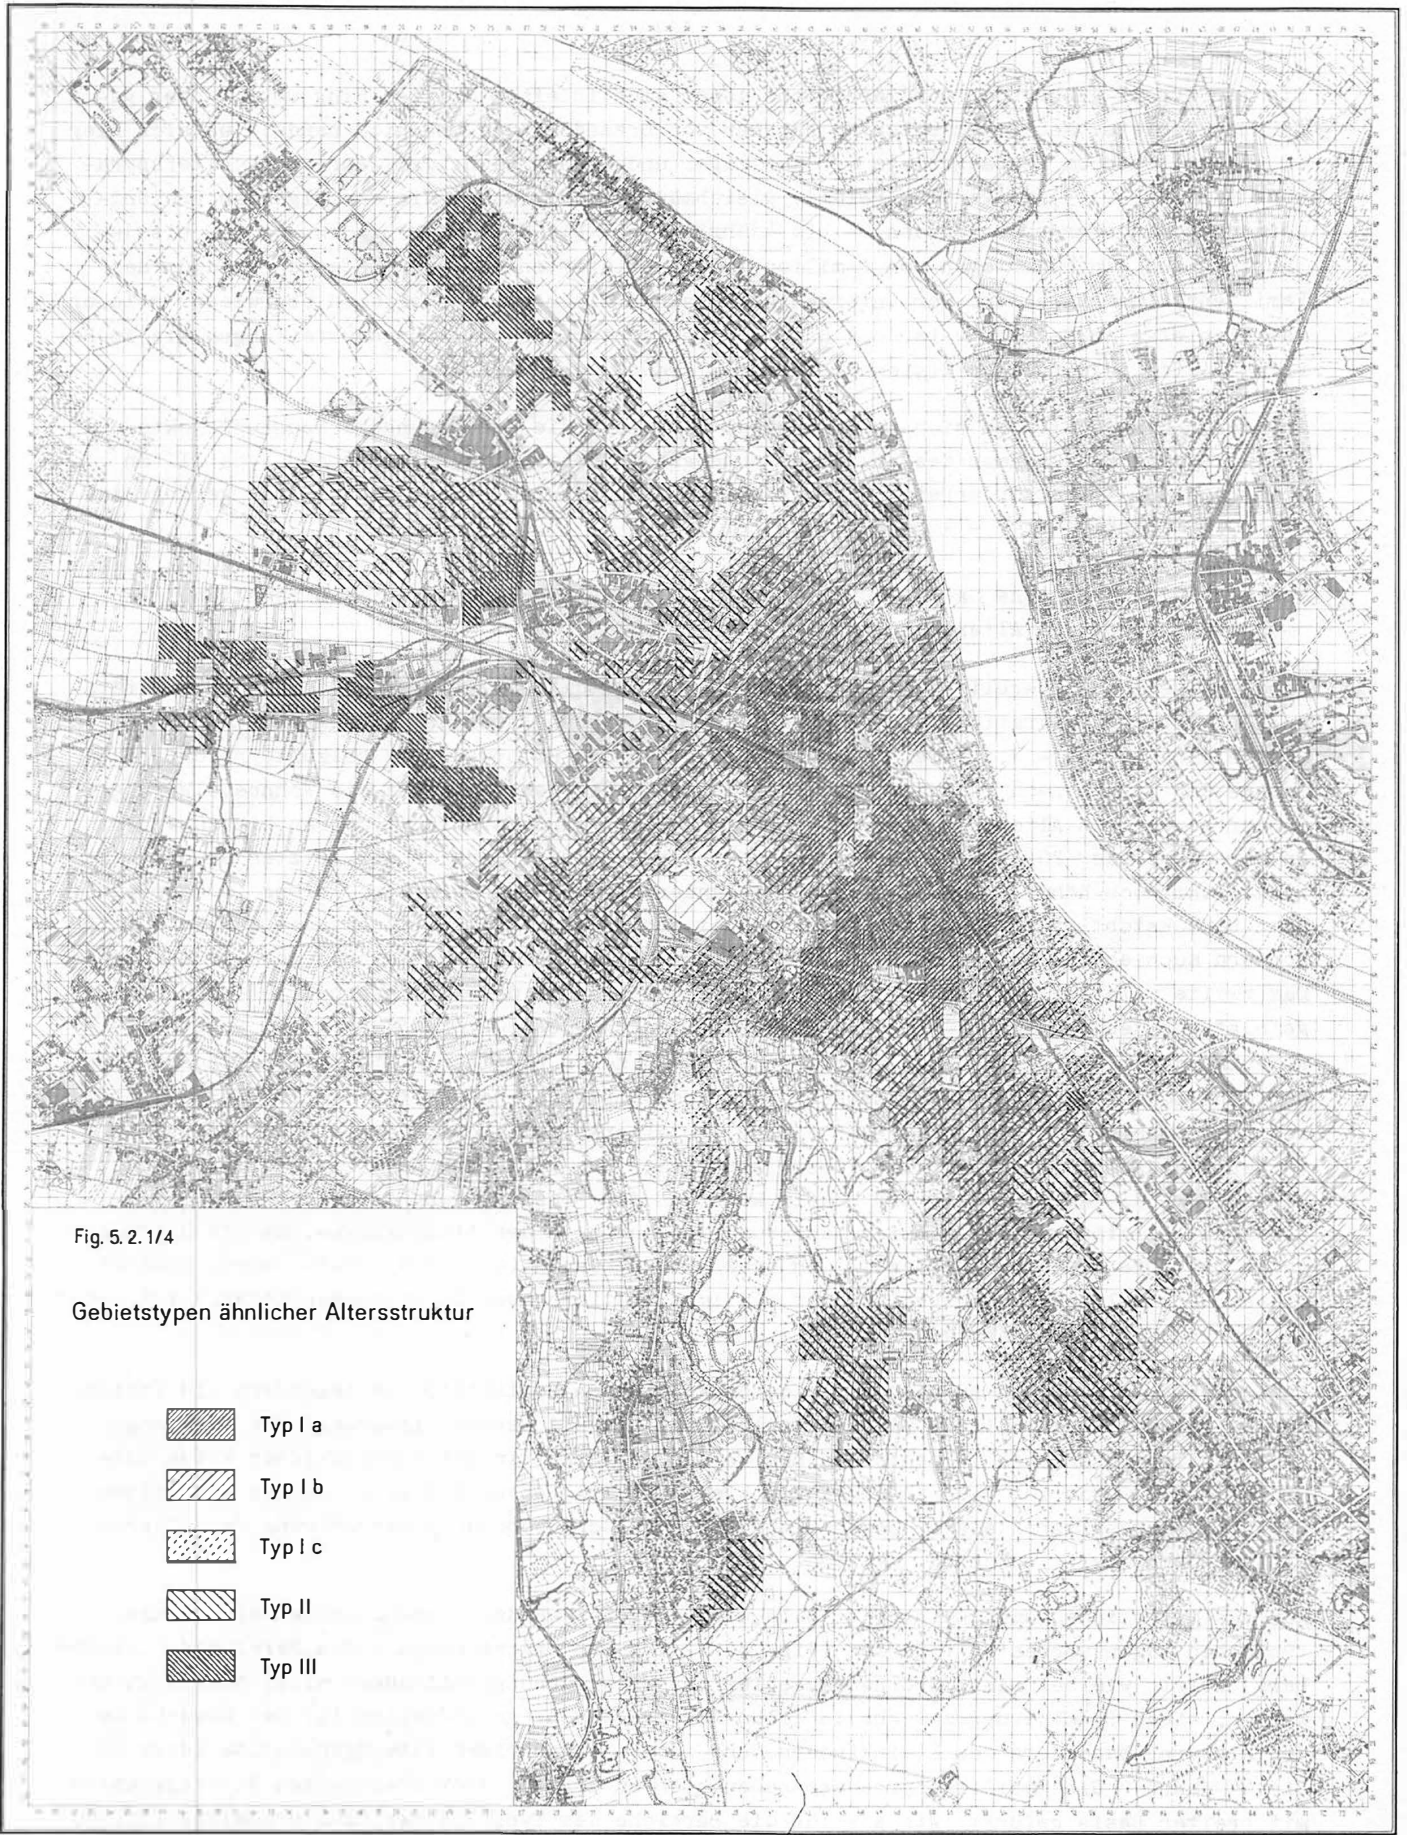 Fig. 5. 2. 1/4
Gebietstypen ähnlicher Altersstruktur
Typ I a
Typ I b
Typ I c
Typ II
Typ III